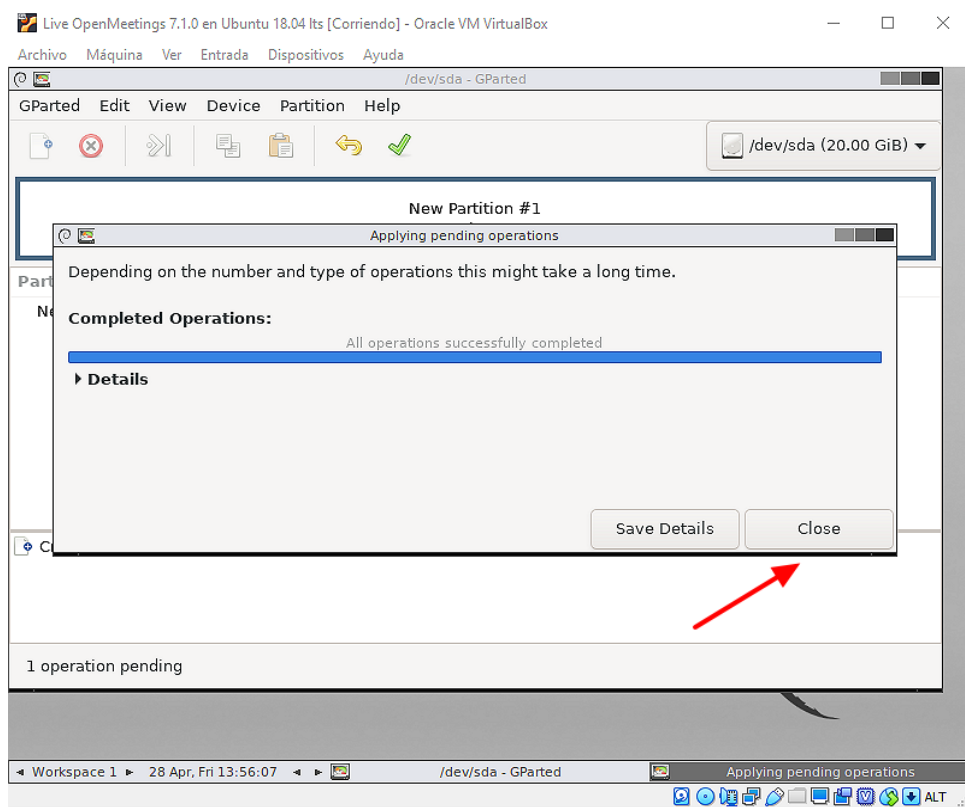 Live OpenMeetings 7.1.0 en Ubuntu 18.04 lts [Corriendo] - Oracle VM VirtualBox
Archivo Máquina Ver Entrada Dispositivos Ayuda
/dev/sda - GParted
GParted Edit View Device Partition Help
/dev/sda (20.00 GiB)
New Partition #1
Applying pending operations
Part
Ne
Depending on the number and type of operations this might take a long time.
Completed Operations:
All operations successfully completed
Details
Save Details Close
C
1 operation pending
Workspace 1 28 Apr, Fri 13:56:07 /dev/sda - GParted Applying pending operations
ALT